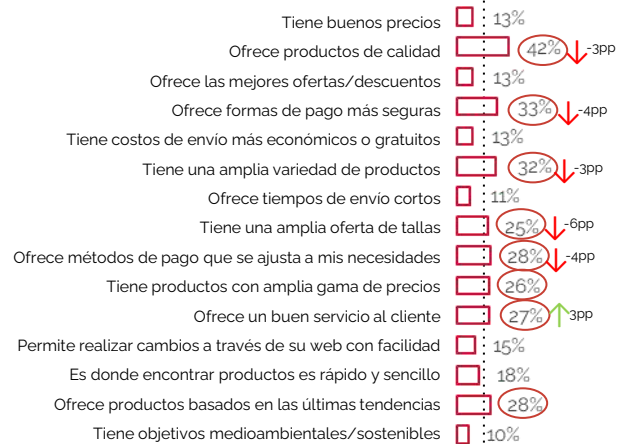 Tiene buenos precios 13%
Ofrece productos de calidad 42% -3pp
Ofrece las mejores ofertas/descuentos 13%
Ofrece formas de pago más seguras 33% -4pp
Tiene costos de envío más económicos o gratuitos 13%
Tiene una amplia variedad de productos 32% -3pp
Ofrece tiempos de envío cortos 11%
Tiene una amplia oferta de tallas 25% -6pp
Ofrece métodos de pago que se ajusta a mis necesidades 28% -4pp
Tiene productos con amplia gama de precios 26%
Ofrece un buen servicio al cliente 27% 3pp
Permite realizar cambios a través de su web con facilidad 15%
Es donde encontrar productos es rápido y sencillo 18%
Ofrece productos basados en las últimas tendencias 28%
Tiene objetivos medioambientales/sostenibles 10%